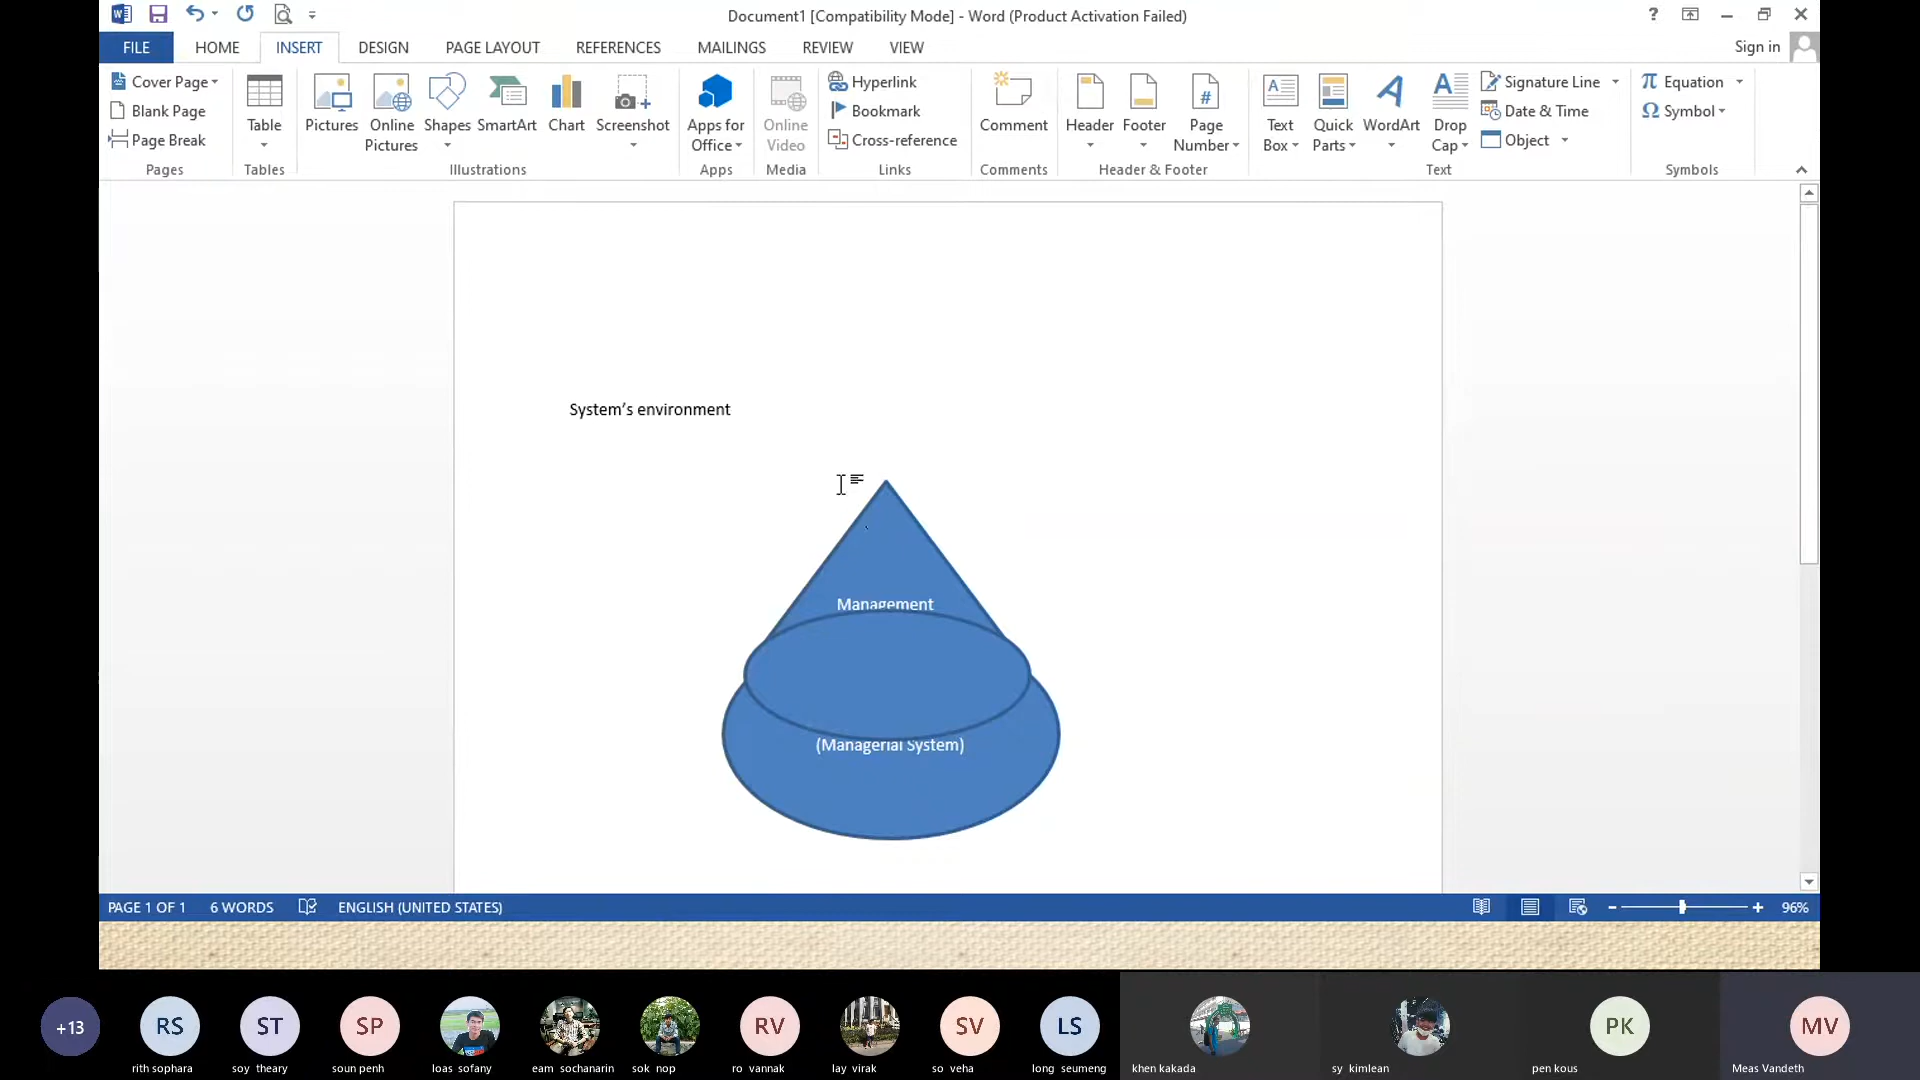 Document1 [Compatibility Mode] - Word (Product Activation Failed)
FILE HOME INSERT DESIGN PAGE LAYOUT REFERENCES MAILINGS REVIEW VIEW Sign in
Cover Page
Blank Page
Page Break
Pages
Table
Tables
Pictures
Online Pictures
Shapes
SmartArt
Chart
Screenshot
Illustrations
Apps for Office
Apps
Online Video
Media
Hyperlink
Bookmark
Cross-reference
Links
Comment
Comments
Header
Footer
Page Number
Header & Footer
Text Box
Quick Parts
WordArt
Drop Cap
Signature Line
Date & Time
Object
Text
Equation
Symbol
Symbols
System's environment
Management
(Managerial System)
PAGE 1 OF 1 6 WORDS ENGLISH (UNITED STATES) 96%
+13 RS ST SP RV SV LS PK MV
rith sophara soy theary soun penh loas sofany eam sochanarin sok nop ro vannak lay virak so veha long seumeng khen kakada sy kimlean pen kous Meas Vandeth